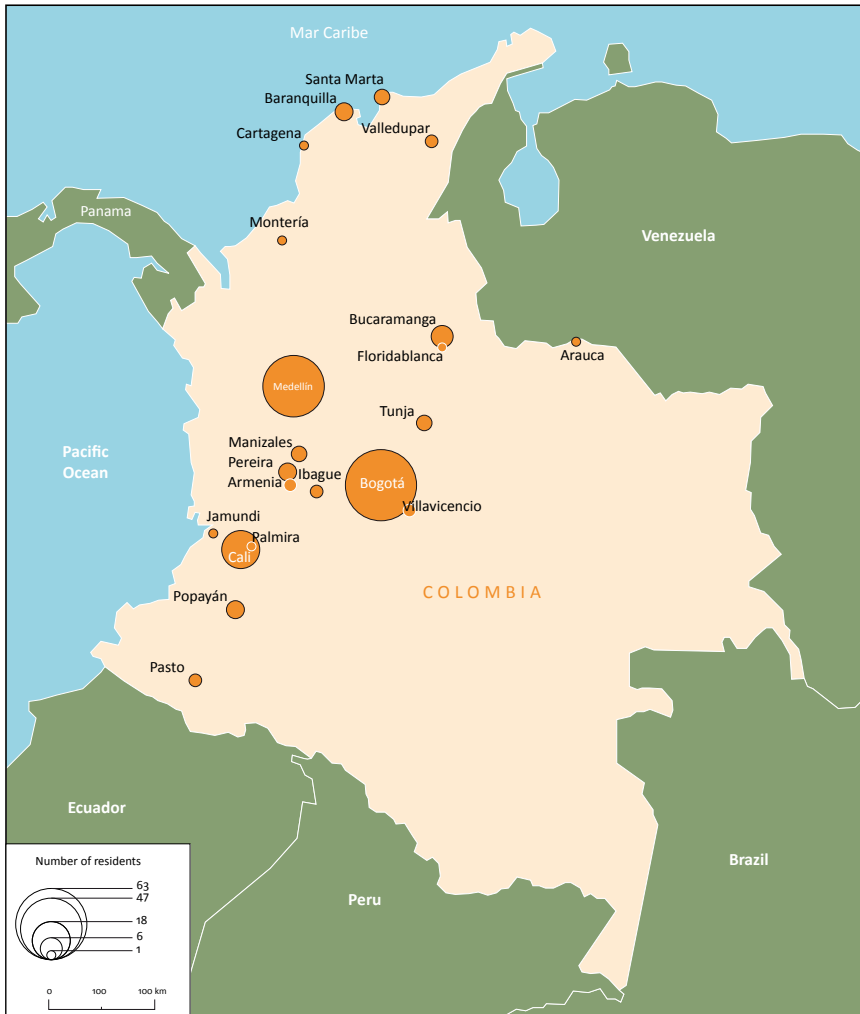 Mar Caribe
Santa Marta
Baranquilla
Cartagena
Valledupar
Panama
Montería
Venezuela
Bucaramanga
Floridablanca
Arauca
Medellín
Tunja
Manizales
Pereira
Ibague
Armenia
Bogotá
Villavicencio
Pacific
Ocean
Jamundi
Palmira
Cali
COLOMBIA
Popayán
Pasto
Ecuador
Peru
Brazil
Number of residents
63
47
18
6
1
0 100 100 km